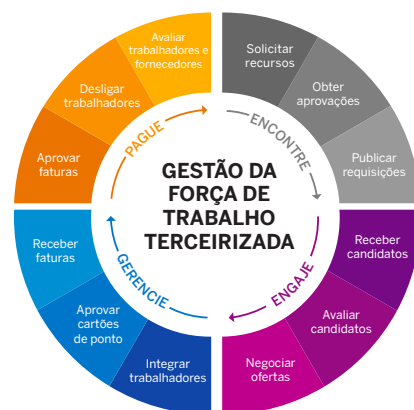 GESTÃO DA
FORÇA DE
TRABALHO
TERCEIRIZADA
ENCONTRE
Solicitar
recursos
Obter
aprovações
Publicar
requisições
ENGAJE
Receber
candidatos
Avaliar
candidatos
Negociar
ofertas
GERENCIE
Integrar
trabalhadores
Aprovar
cartões
de ponto
Receber
faturas
PAGUE
Aprovar
faturas
Desligar
trabalhadores
Avaliar
trabalhadores e
fornecedores